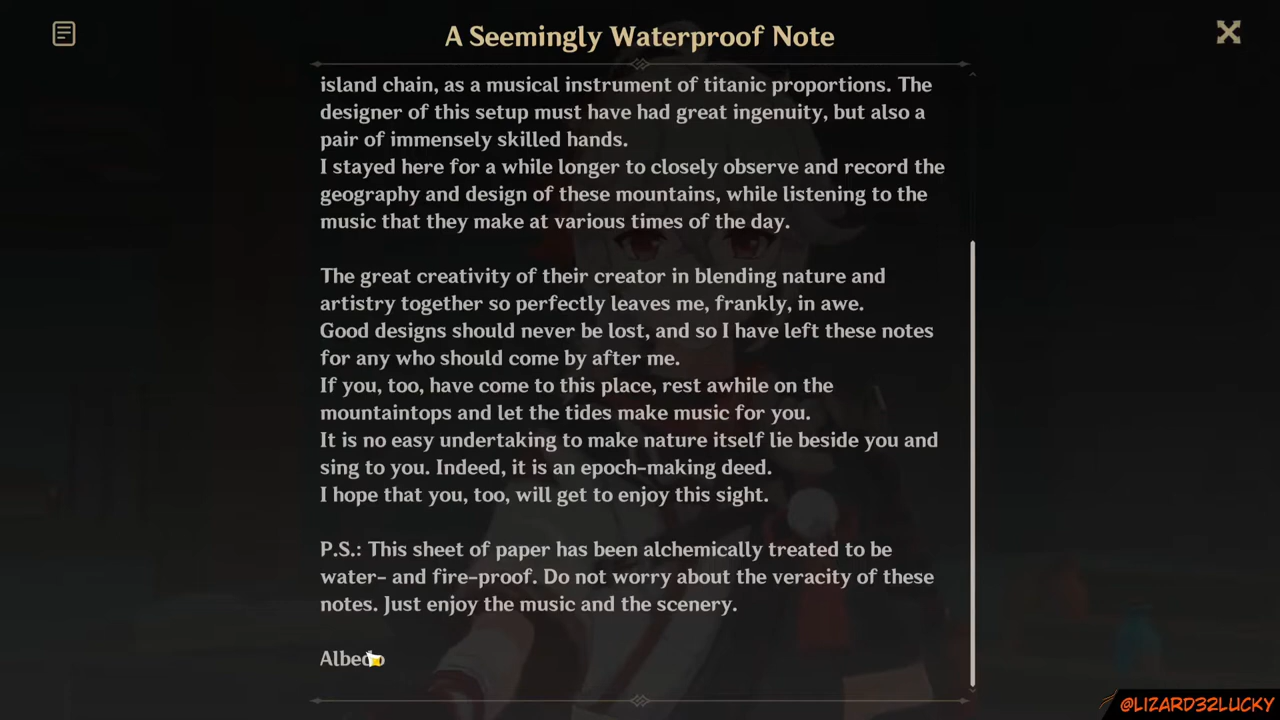 A Seemingly Waterproof Note
island chain, as a musical instrument of titanic proportions. The
designer of this setup must have had great ingenuity, but also a
pair of immensely skilled hands.
I stayed here for a while longer to closely observe and record the
geography and design of these mountains, while listening to the
music that they make at various times of the day.
The great creativity of their creator in blending nature and
artistry together so perfectly leaves me, frankly, in awe.
Good designs should never be lost, and so I have left these notes
for any who should come by after me.
If you, too, have come to this place, rest awhile on the
mountaintops and let the tides make music for you.
It is no easy undertaking to make nature itself lie beside you and
sing to you. Indeed, it is an epoch-making deed.
I hope that you, too, will get to enjoy this sight.
P.S.: This sheet of paper has been alchemically treated to be
water- and fire-proof. Do not worry about the veracity of these
notes. Just enjoy the music and the scenery.
Albedo
@LIZARD32LUCKY